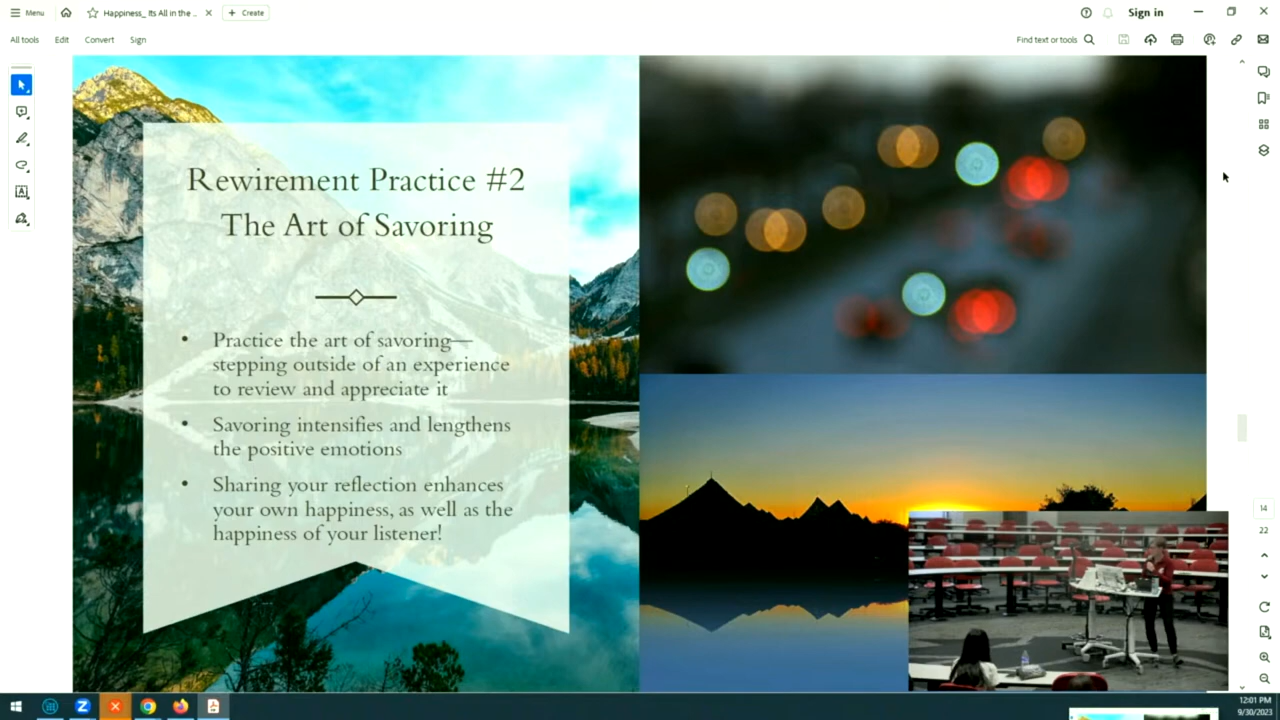 Menu
Happiness_ Its All in the ..
+ Create
Sign in
All tools
Edit
Convert
Sign
Find text or tools
Rewirement Practice #2
The Art of Savoring
• Practice the art of savoring—
stepping outside of an experience
to review and appreciate it
• Savoring intensifies and lengthens
the positive emotions
• Sharing your reflection enhances
your own happiness, as well as the
happiness of your listener!
14
22
12:01 PM
9/30/2023